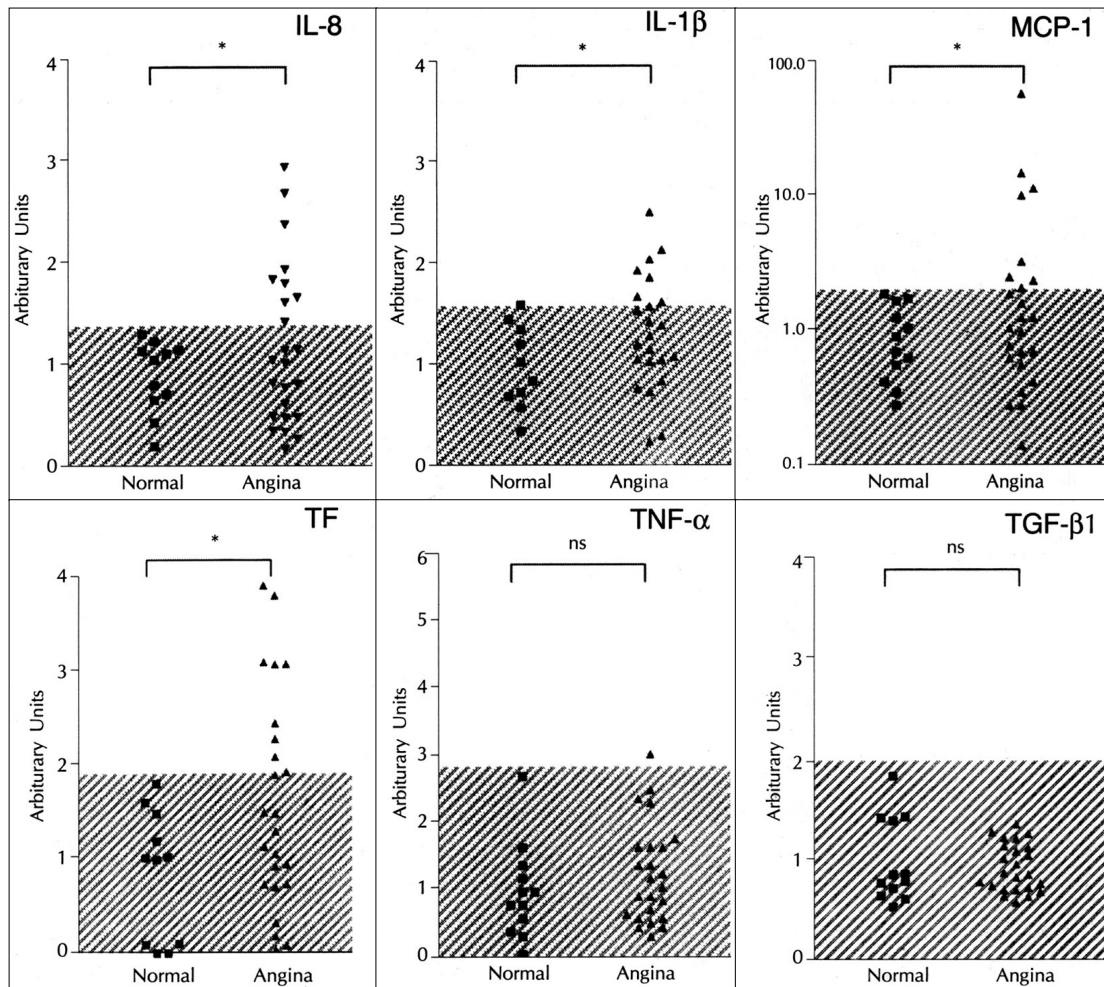 IL-8
*
4
3
2
1
0
Arbiturary Units
Normal Angina
IL-1β
*
4
3
2
1
0
Arbiturary Units
Normal Angina
MCP-1
*
100.0
10.0
1.0
0.1
Arbiturary Units
Normal Angina
TF
*
4
3
2
1
0
Arbiturary Units
Normal Angina
TNF-α
ns
6
5
4
3
2
1
0
Arbiturary Units
Normal Angina
TGF-β1
ns
4
3
2
1
0
Arbiturary Units
Normal Angina